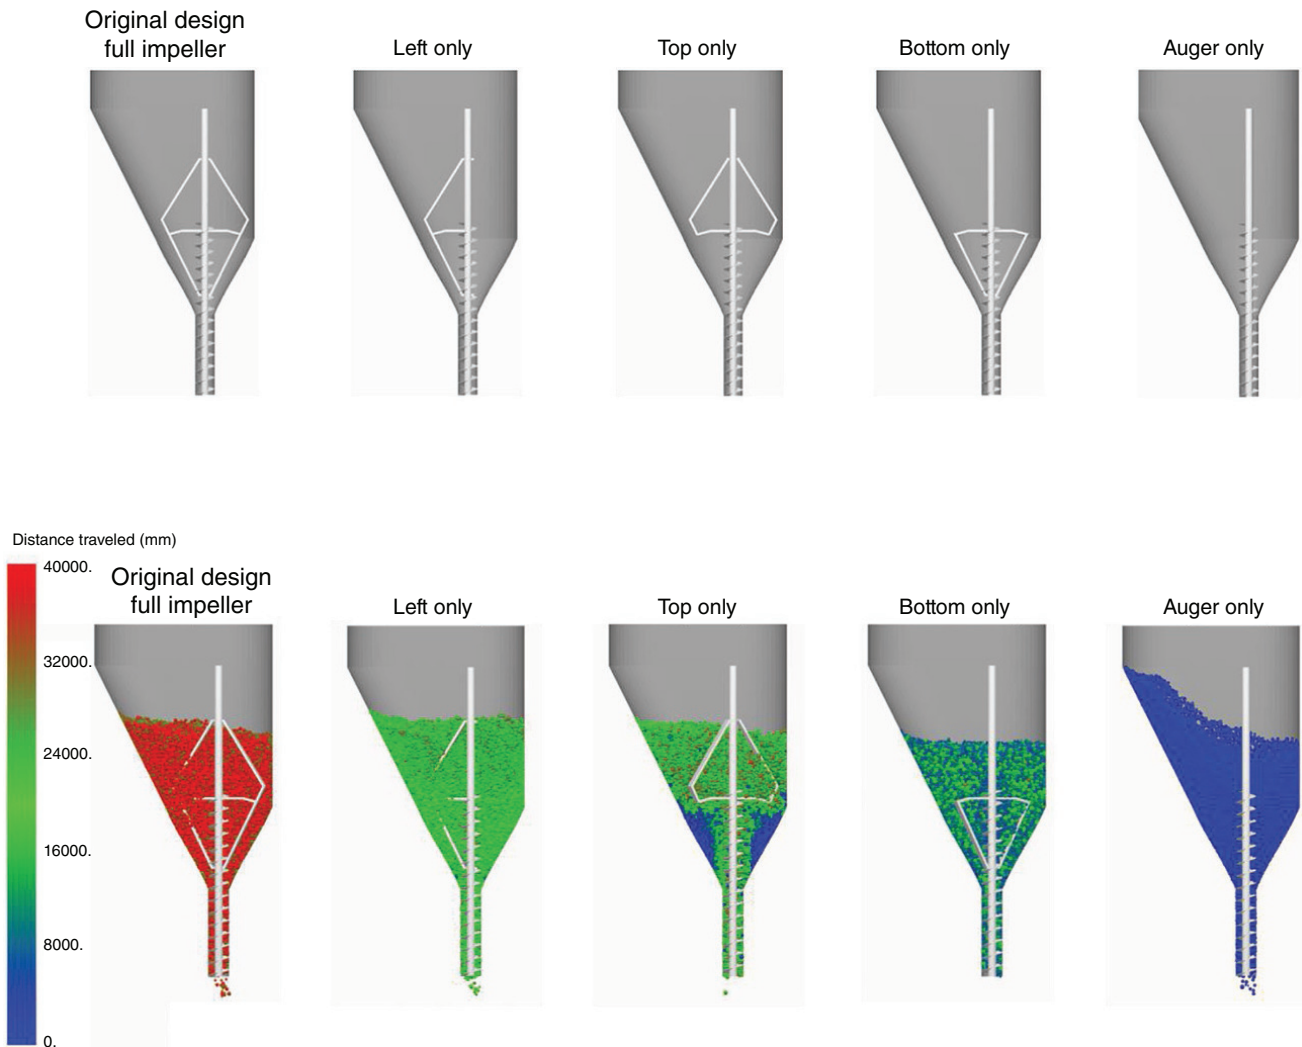 Original design
full impeller
Left only
Top only
Bottom only
Auger only
Distance traveled (mm)
40000.
32000.
24000.
16000.
8000.
0.
Original design
full impeller
Left only
Top only
Bottom only
Auger only